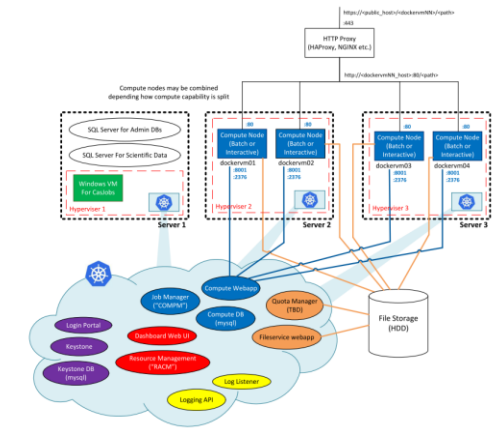 https://<public_host>/<dockervmNN>/<path>
:443
HTTP Proxy
(HAProxy, NGINX etc.)
http://<dockervmNN_host>:80/<path>
Compute nodes may be combined
depending how compute capability is split
SQL Server for Admin DBs
SQL Server For Scientific Data
Windows VM
For CasJobs
Hyperviser 1
Server 1
:80
:80
Compute Node
(Batch or
Interactive)
Compute Node
(Batch or
Interactive)
dockervm01
dockervm02
:8001
:2376
:8001
:2376
Hyperviser 2
Server 2
:80
:80
Compute Node
(Batch or
Interactive)
Compute Node
(Batch or
Interactive)
dockervm03
dockervm04
:8001
:2376
:8001
:2376
Hyperviser 3
Server 3
Compute Webapp
Job Manager
("COMPM")
Compute DB
(mysql)
Quota Manager
(TBD)
Fileservice webapp
File Storage
(HDD)
Login Portal
Keystone
Keystone DB
(mysql)
Dashboard Web UI
Resource Management
("RACM")
Log Listener
Logging API